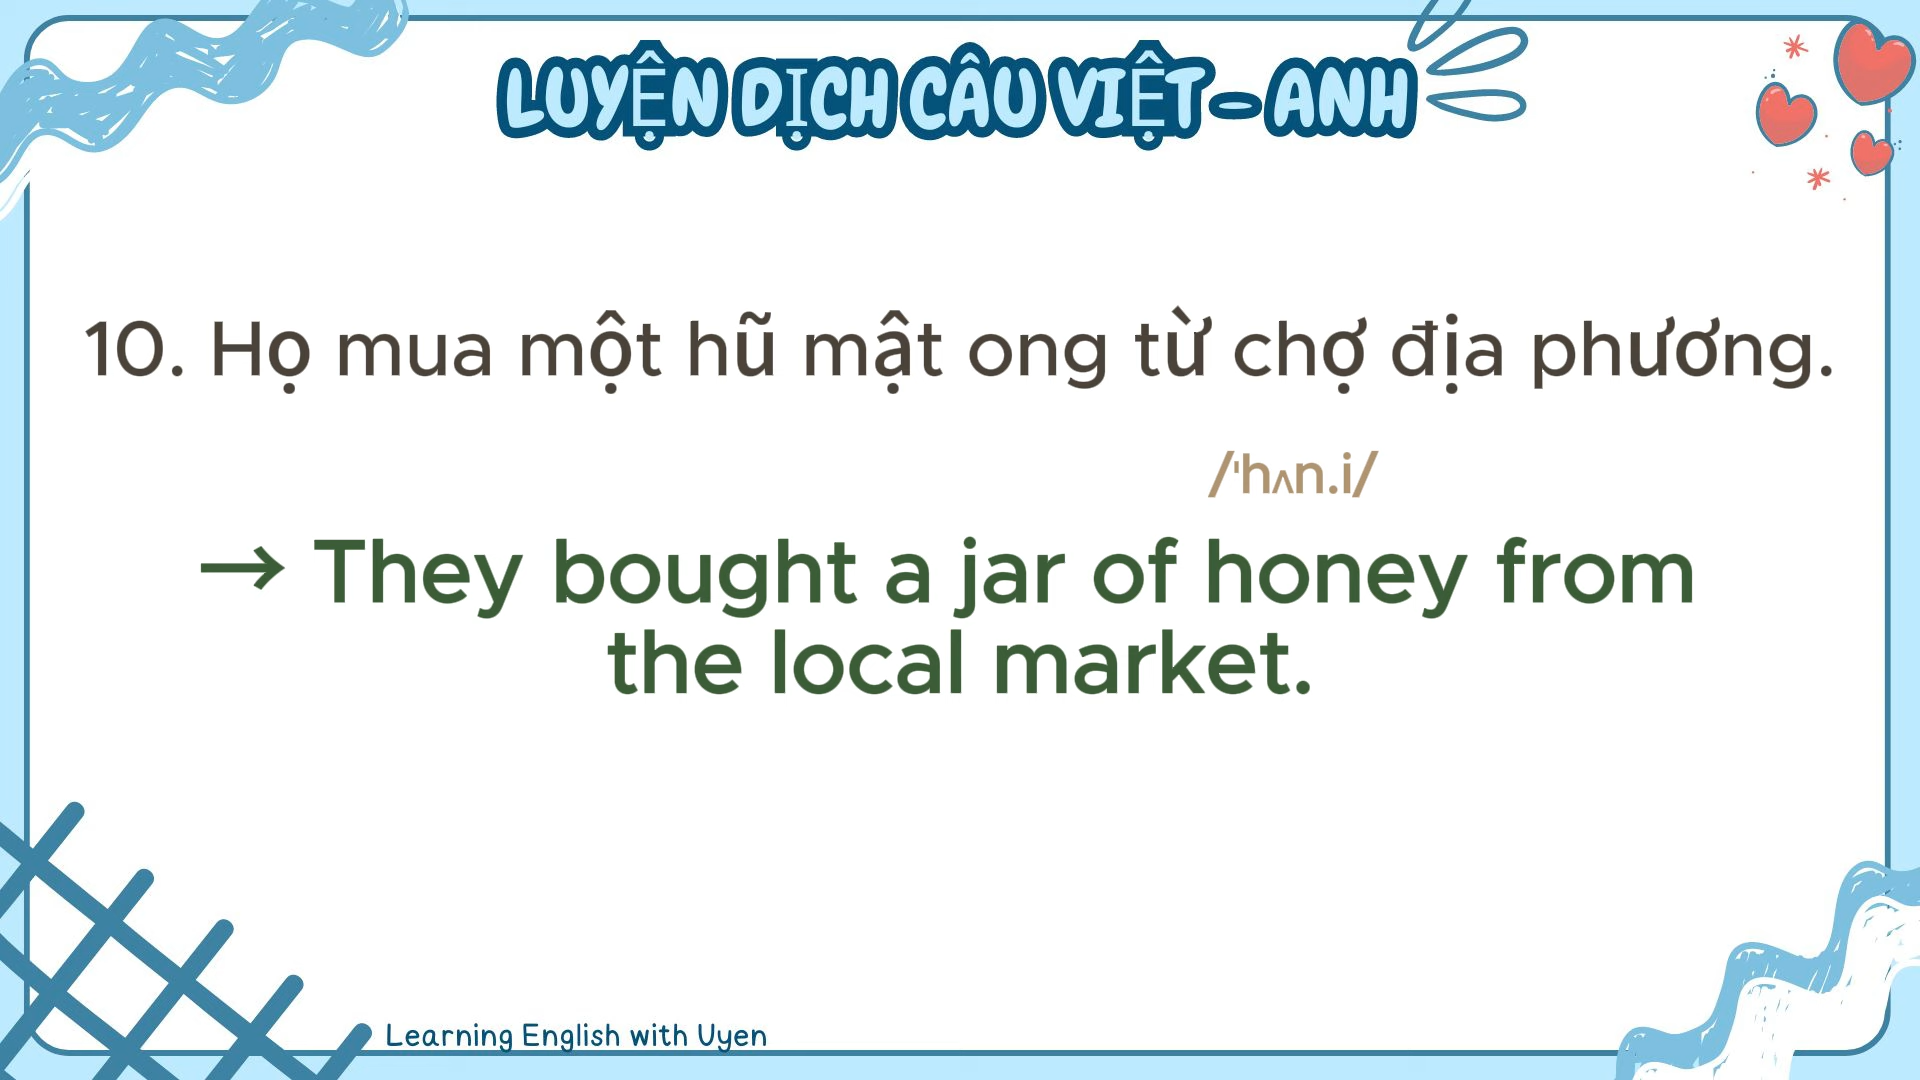 LUYỆN DỊCH CÂU VIỆT - ANH
10. Họ mua một hũ mật ong từ chợ địa phương.
/ˈhʌn.i/
→ They bought a jar of honey from
the local market.
Learning English with Uyen